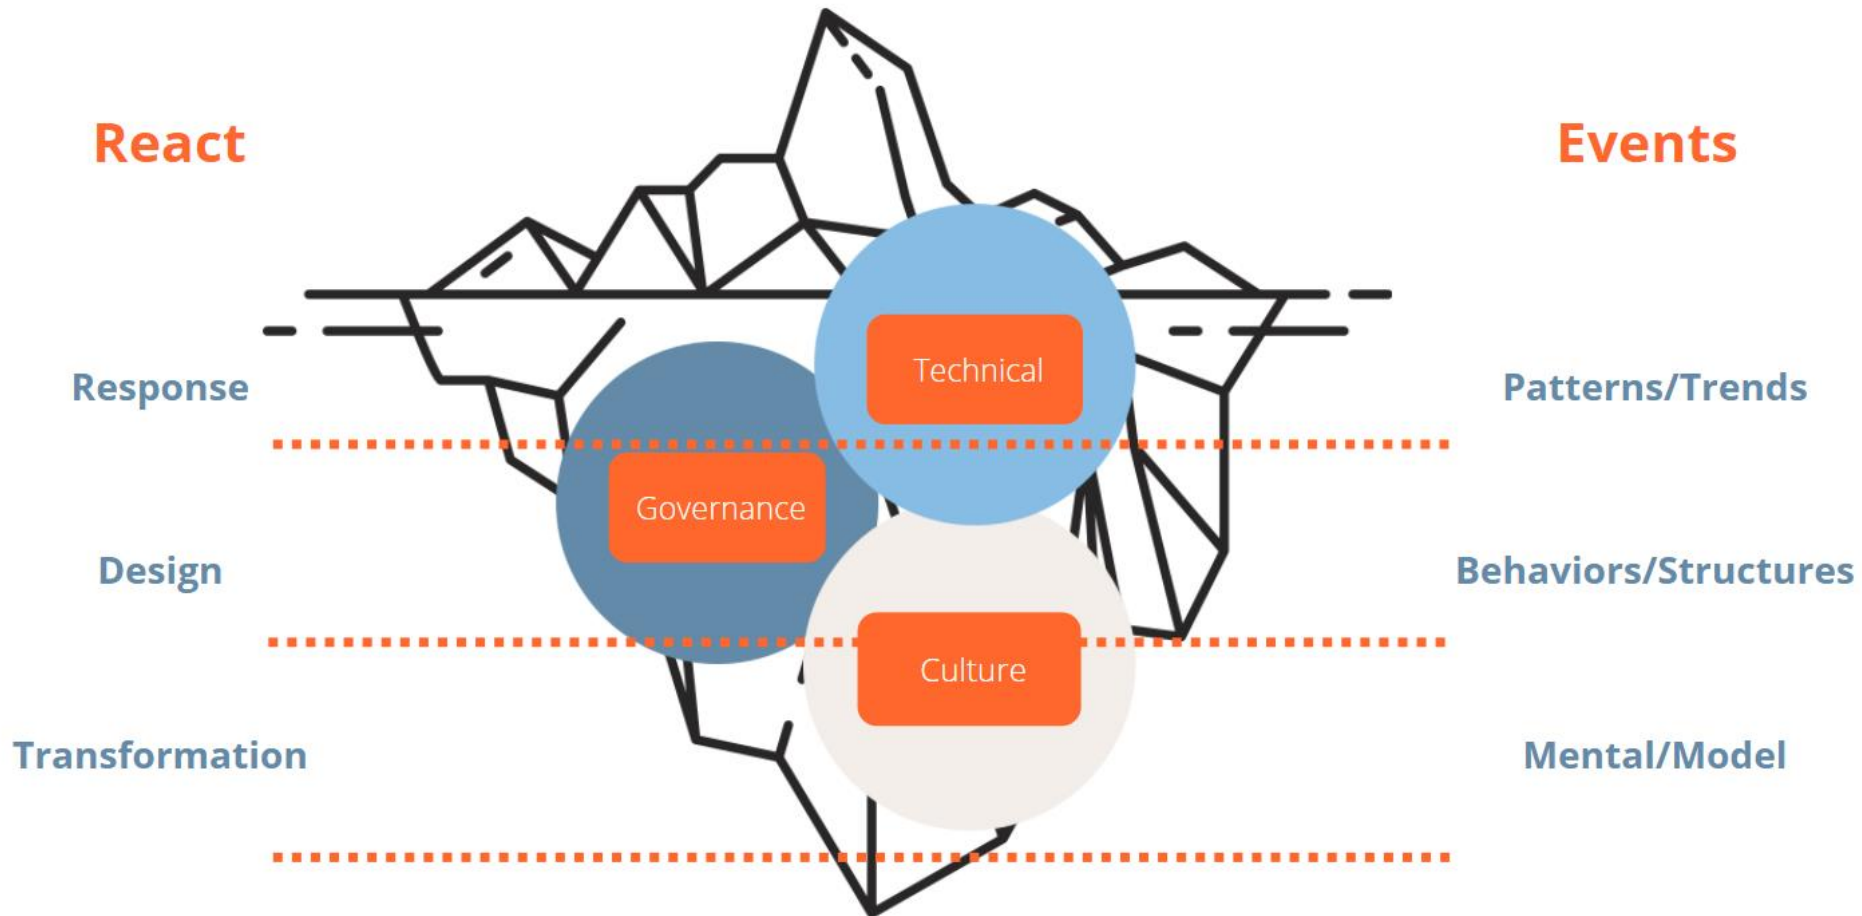 React
Events
Technical
Response
Patterns/Trends
Governance
Design
Behaviors/Structures
Culture
Transformation
Mental/Model